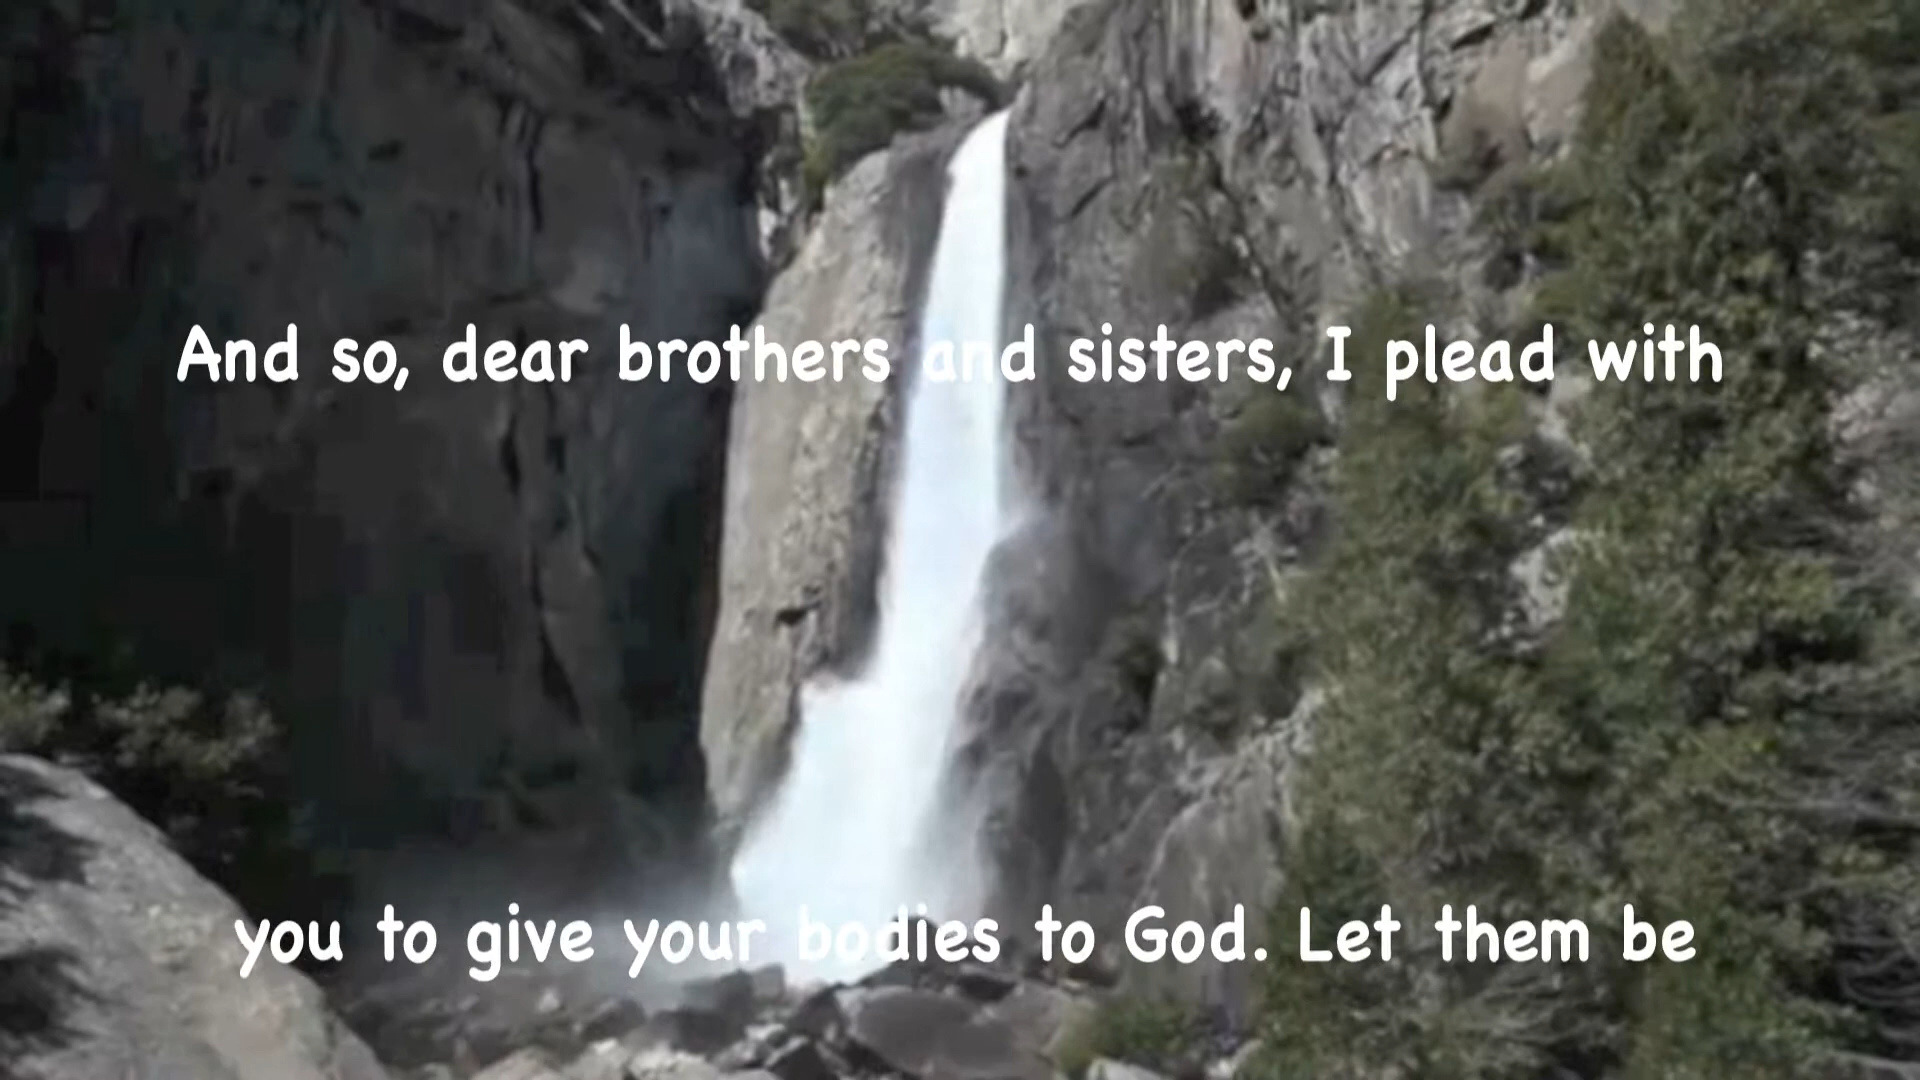 And so, dear brothers and sisters, I plead with
you to give your bodies to God. Let them be